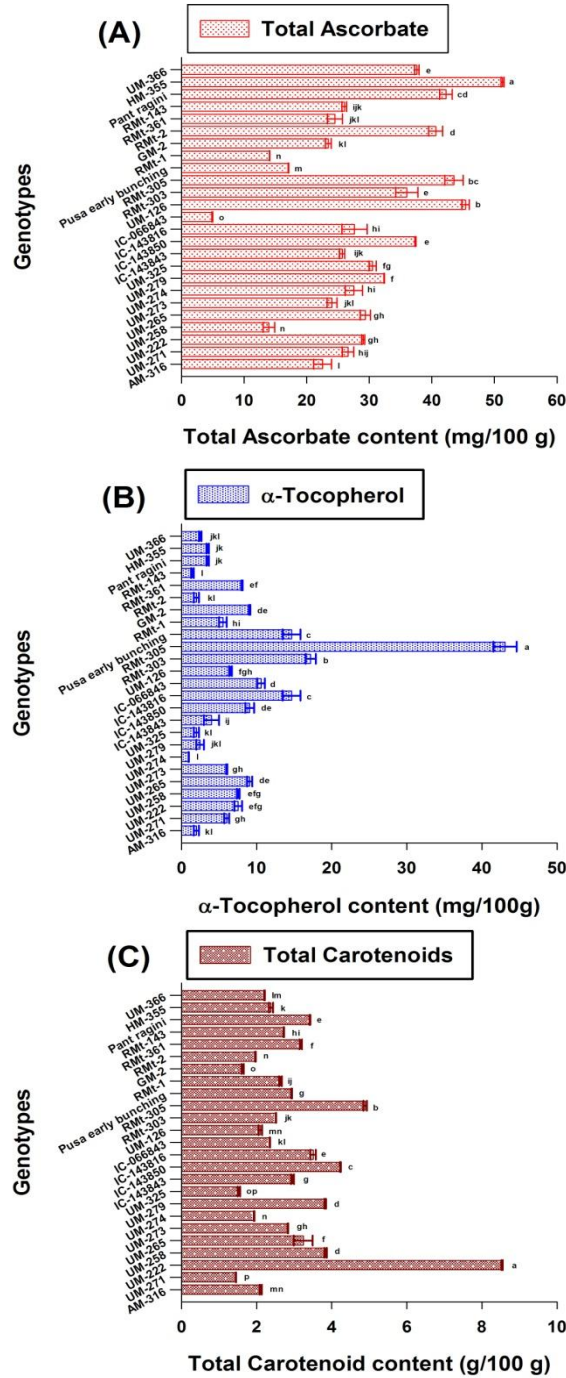 (A) Total Ascorbate
Genotypes
UM-366 e
HM-355 a
Pant ragini cd
RMt-143 ijk
RMt-361 jkl
RMt-2 d
GM-2 kl
RMt-1 n
Pusa early bunching m
RMt-305 bc
RMt-303 e
UM-126 b
IC-066843 o
IC-143816 hi
IC-143850 e
IC-143843 ijk
UM-325 fg
UM-279 f
UM-274 hi
UM-273 jkl
UM-265 gh
UM-258 n
UM-222 gh
UM-271 hij
AM-316 l
0 10 20 30 40 50 60
Total Ascorbate content (mg/100 g)
(B) α-Tocopherol
Genotypes
UM-366 jkl
HM-355 jk
Pant ragini jk
RMt-143 l
RMt-361 ef
RMt-2 kl
GM-2 de
RMt-1 hi
Pusa early bunching c
RMt-305 a
RMt-303 b
UM-126 fgh
IC-066843 d
IC-143816 c
IC-143850 de
IC-143843 ij
UM-325 kl
UM-279 jkl
UM-274 l
UM-273 gh
UM-265 de
UM-258 efg
UM-222 efg
UM-271 gh
AM-316 kl
0 10 20 30 40 50
α-Tocopherol content (mg/100g)
(C) Total Carotenoids
Genotypes
UM-366 lm
HM-355 k
Pant ragini e
RMt-143 hi
RMt-361 f
RMt-2 n
GM-2 o
RMt-1 ij
Pusa early bunching g
RMt-305 b
RMt-303 jk
UM-126 mn
IC-066843 kl
IC-143816 e
IC-143850 c
IC-143843 g
UM-325 op
UM-279 d
UM-274 n
UM-273 gh
UM-265 f
UM-258 d
UM-222 a
UM-271 p
AM-316 mn
0 2 4 6 8 10
Total Carotenoid content (g/100 g)